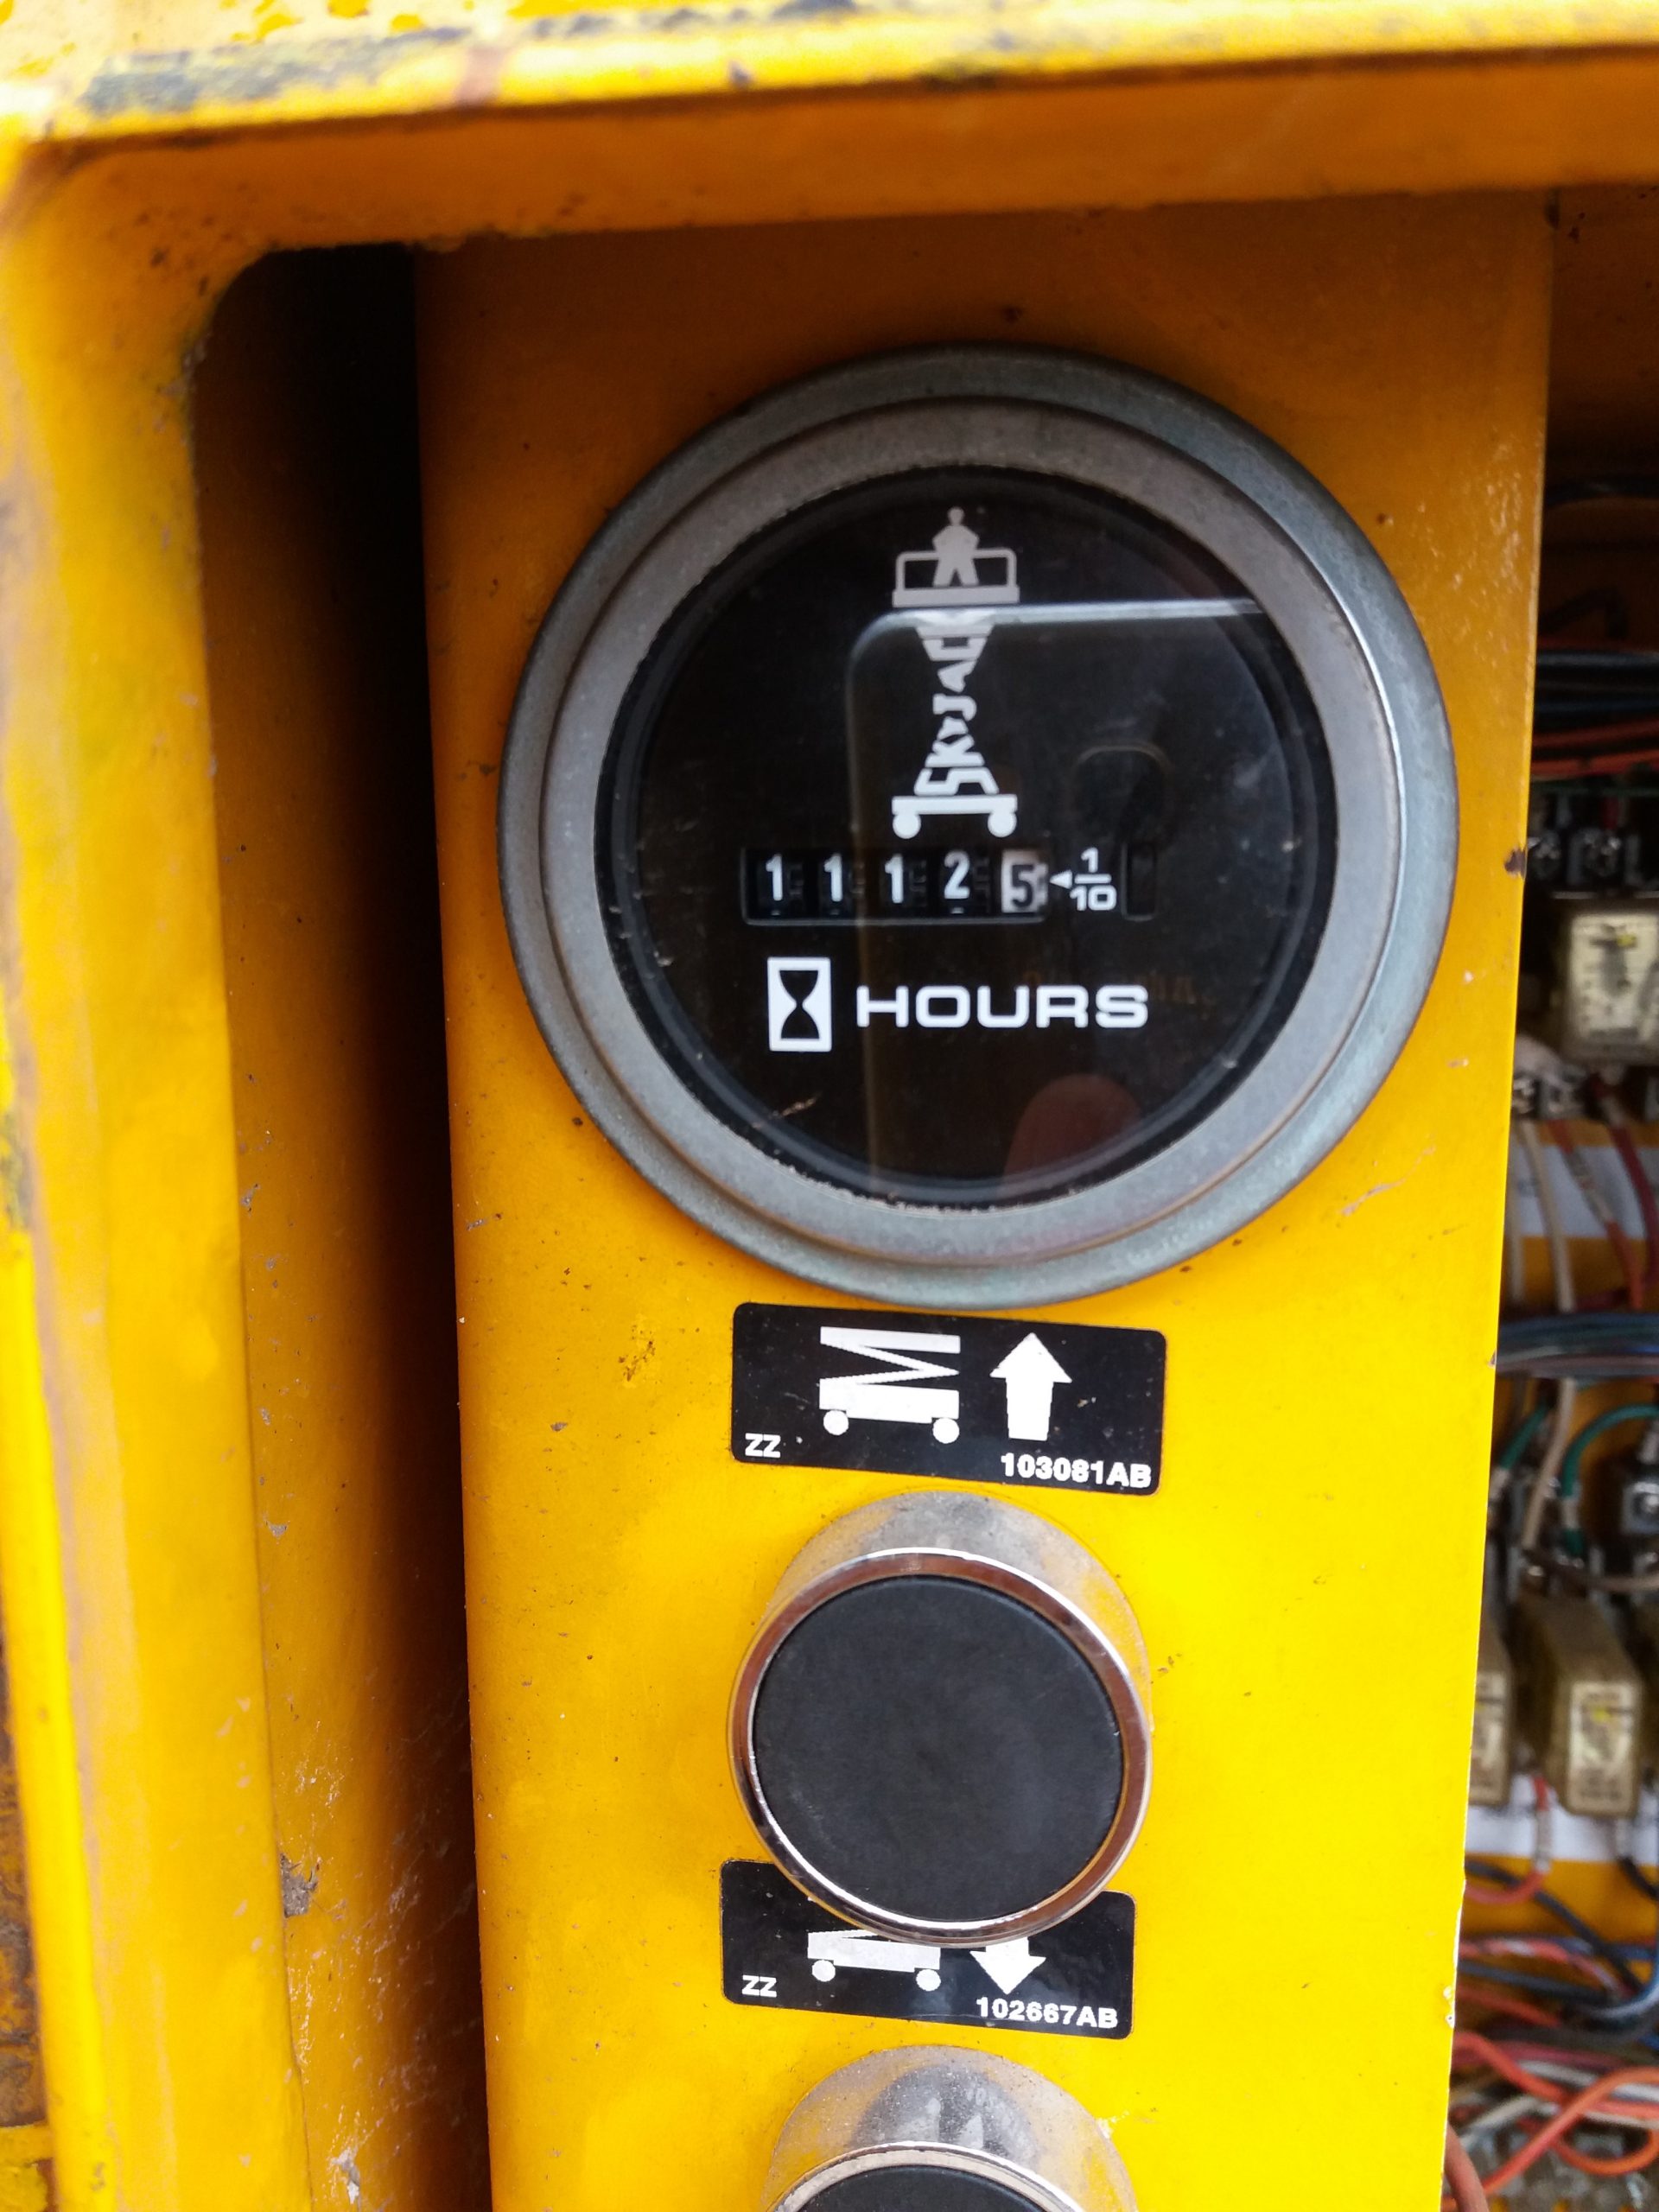 SKYJACK
1 1 1 2 5 1/10
HOURS
ZZ
103081AB
ZZ
102667AB